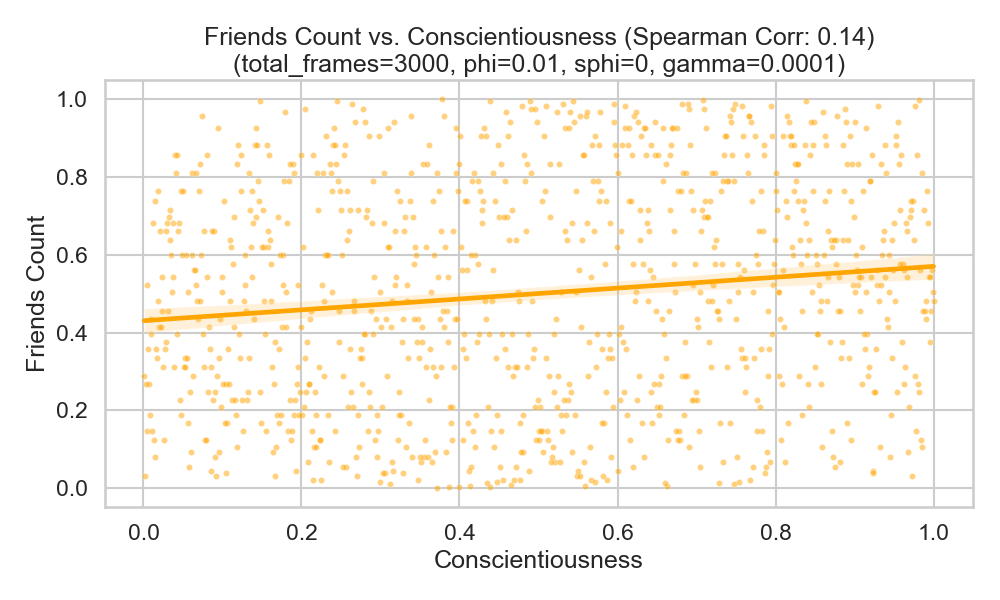 Friends Count vs. Conscientiousness (Spearman Corr: 0.14)
(total_frames=3000, phi=0.01, sphi=0, gamma=0.0001)
1.0
0.8
0.6
0.4
0.2
0.0
Friends Count
0.0 0.2 0.4 0.6 0.8 1.0
Conscientiousness